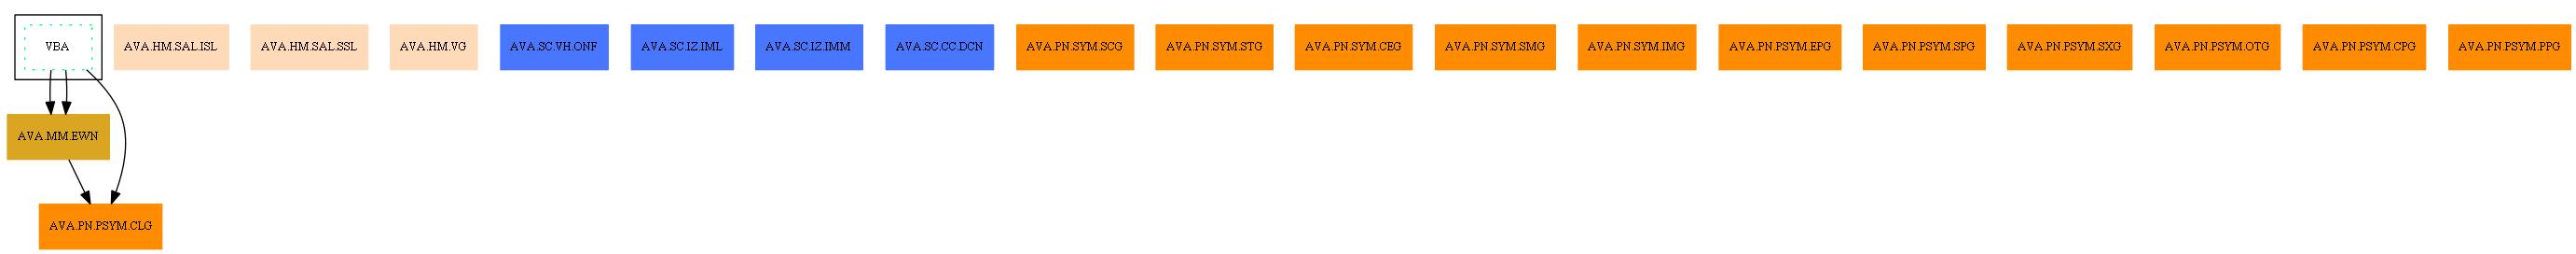 VBA
AVA.HM.SAL.ISL
AVA.HM.SAL.SSL
AVA.HM.VG
AVA.SC.VH.ONF
AVA.SC.IZ.IML
AVA.SC.IZ.IMM
AVA.SC.CC.DCN
AVA.PN.SYM.SCG
AVA.PN.SYM.STG
AVA.PN.SYM.CEG
AVA.PN.SYM.SMG
AVA.PN.SYM.IMG
AVA.PN.PSYM.EPG
AVA.PN.PSYM.SPG
AVA.PN.PSYM.SXG
AVA.PN.PSYM.OTG
AVA.PN.PSYM.CPG
AVA.PN.PSYM.PPG
AVA.MM.EWN
AVA.PN.PSYM.CLG